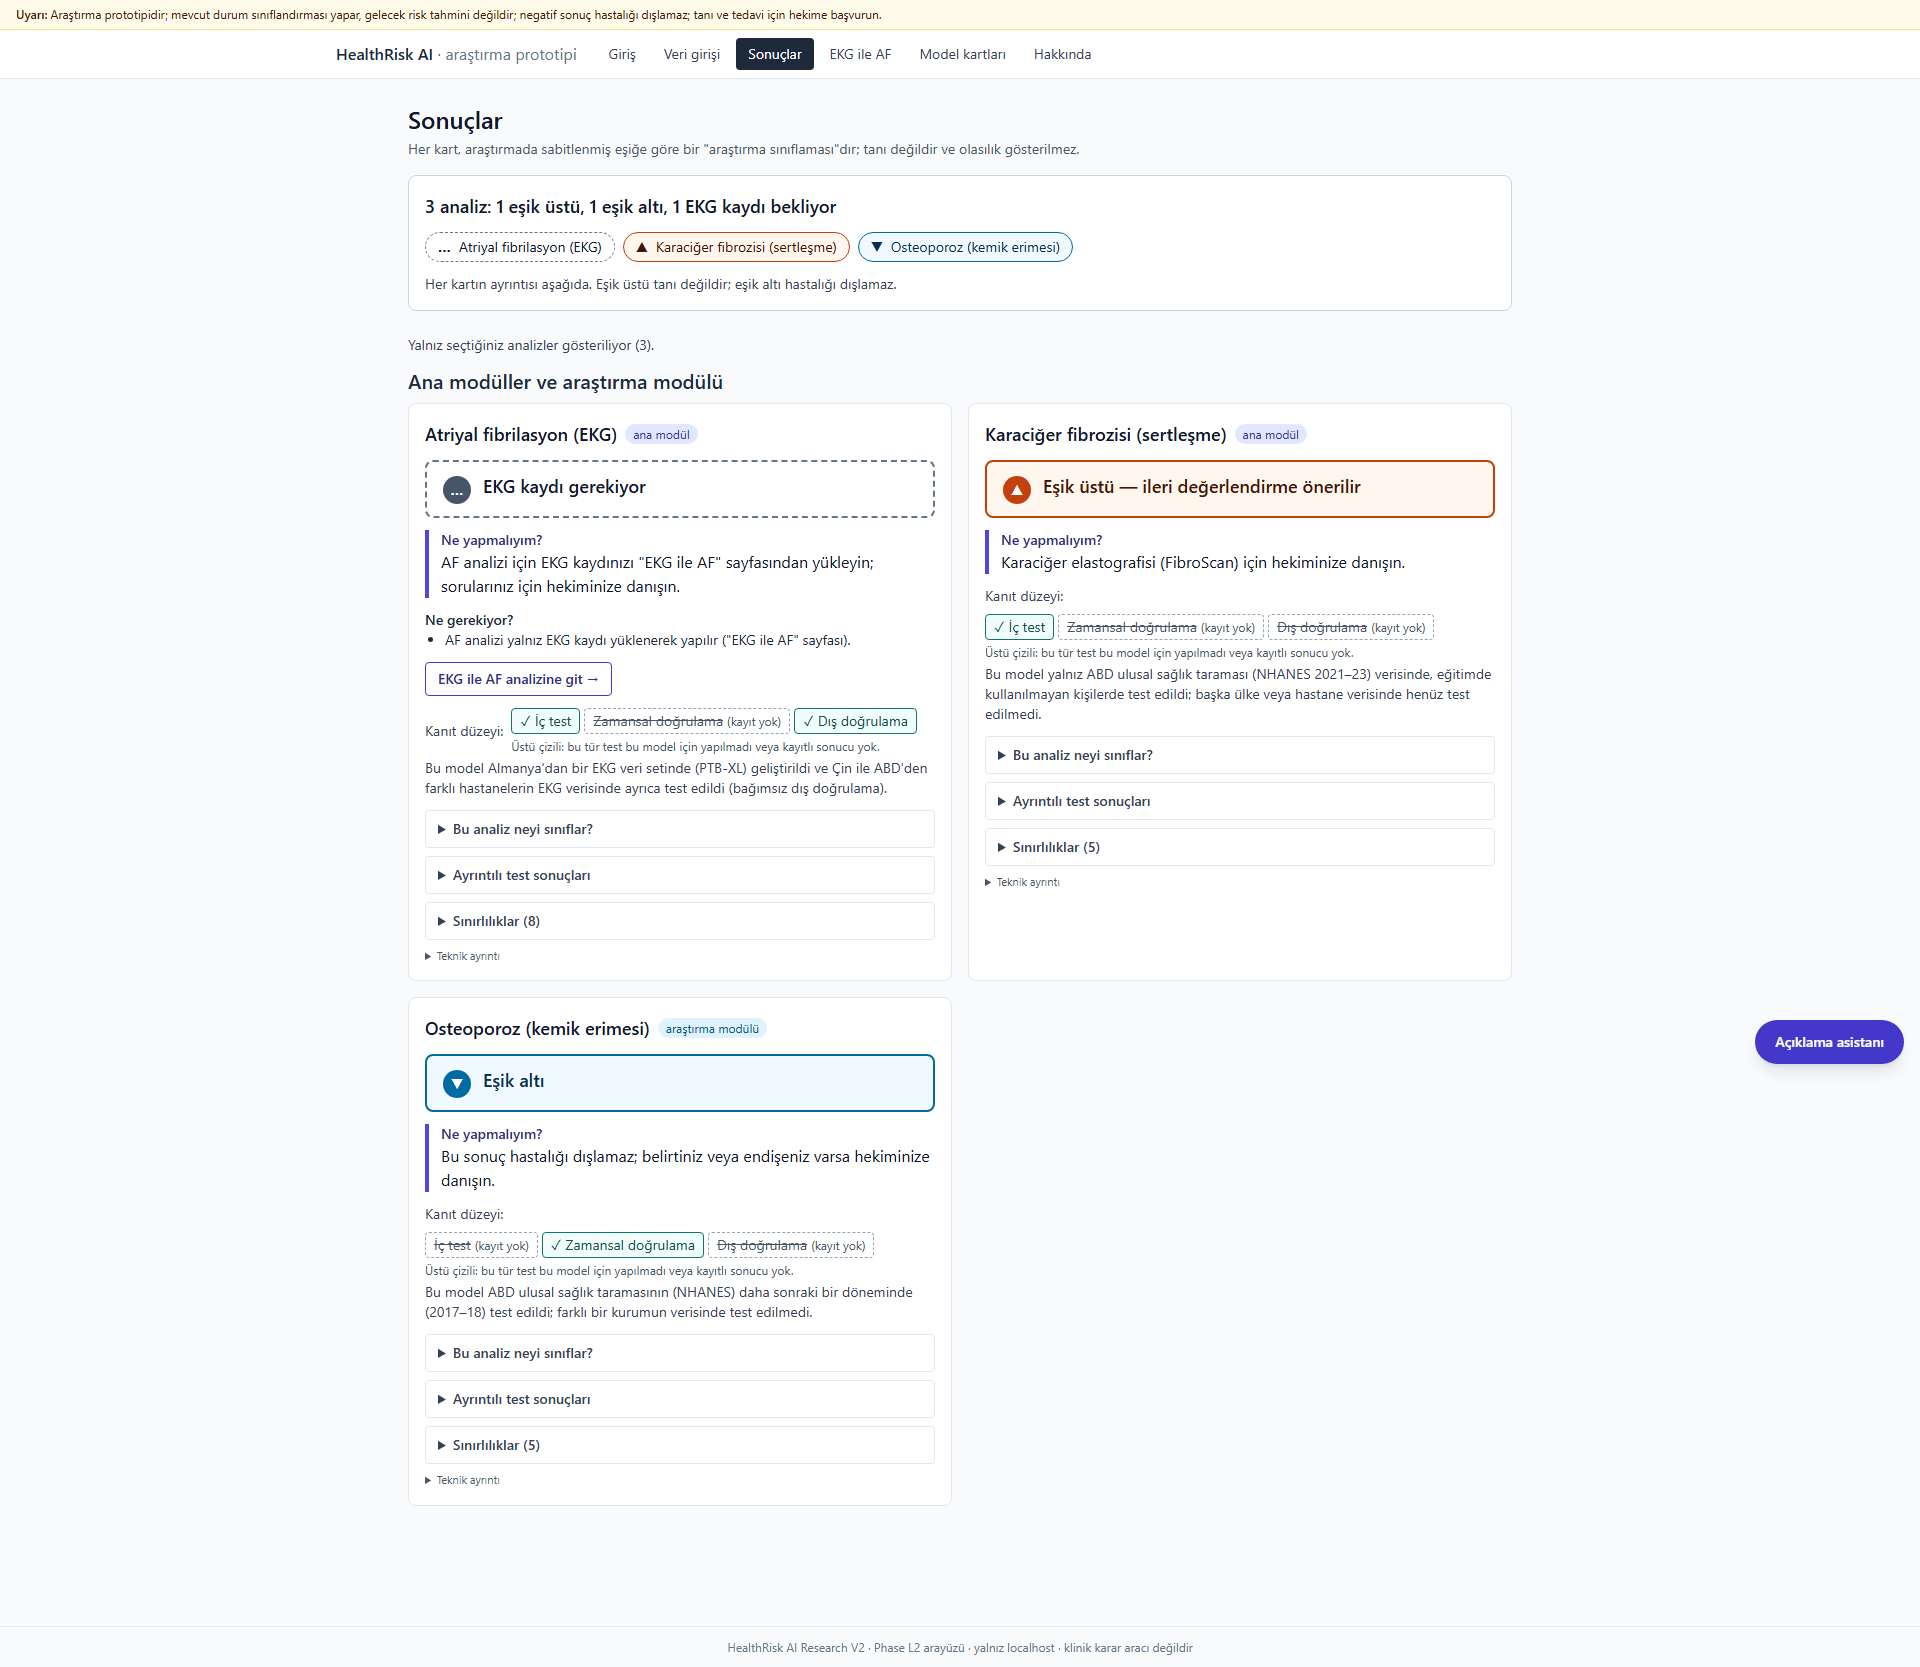 Uyarı: Araştırma prototipidir; mevcut durum sınıflandırması yapar, gelecek risk tahmini değildir; negatif sonuç hastalığı dışlamaz; tanı ve tedavi için hekime başvurun.
HealthRisk AI · araştırma prototipi Giriş Veri girişi Sonuçlar EKG ile AF Model kartları Hakkında
Sonuçlar
Her kart, araştırmada sabitlenmiş eşiğe göre bir "araştırma sınıflaması"dır; tanı değildir ve olasılık gösterilmez.
3 analiz: 1 eşik üstü, 1 eşik altı, 1 EKG kaydı bekliyor
… Atriyal fibrilasyon (EKG) ▲ Karaciğer fibrozisi (sertleşme) ▼ Osteoporoz (kemik erimesi)
Her kartın ayrıntısı aşağıda. Eşik üstü tanı değildir; eşik altı hastalığı dışlamaz.
Yalnız seçtiğiniz analizler gösteriliyor (3).
Ana modüller ve araştırma modülü
Atriyal fibrilasyon (EKG) ana modül
… EKG kaydı gerekiyor
Ne yapmalıyım?
AF analizi için EKG kaydınızı "EKG ile AF" sayfasından yükleyin;
sorularınız için hekiminize danışın.
Ne gerekiyor?
• AF analizi yalnız EKG kaydı yüklenerek yapılır ("EKG ile AF" sayfası).
EKG ile AF analizine git →
Kanıt düzeyi: ✓ İç test Zamansal doğrulama (kayıt yok) ✓ Dış doğrulama
Üstü çizili: bu tür test bu model için yapılmadı veya kayıtlı sonucu yok.
Bu model Almanya'dan bir EKG veri setinde (PTB-XL) geliştirildi ve Çin ile ABD'den
farklı hastanelerin EKG verisinde ayrıca test edildi (bağımsız dış doğrulama).
▶ Bu analiz neyi sınıflar?
▶ Ayrıntılı test sonuçları
▶ Sınırlılıklar (8)
▶ Teknik ayrıntı
Karaciğer fibrozisi (sertleşme) ana modül
▲ Eşik üstü — ileri değerlendirme önerilir
Ne yapmalıyım?
Karaciğer elastografisi (FibroScan) için hekiminize danışın.
Kanıt düzeyi:
✓ İç test Zamansal doğrulama (kayıt yok) Dış doğrulama (kayıt yok)
Üstü çizili: bu tür test bu model için yapılmadı veya kayıtlı sonucu yok.
Bu model yalnız ABD ulusal sağlık taraması (NHANES 2021–23) verisinde, eğitimde
kullanılmayan kişilerde test edildi; başka ülke veya hastane verisinde henüz test
edilmedi.
▶ Bu analiz neyi sınıflar?
▶ Ayrıntılı test sonuçları
▶ Sınırlılıklar (5)
▶ Teknik ayrıntı
Osteoporoz (kemik erimesi) araştırma modülü
▼ Eşik altı
Ne yapmalıyım?
Bu sonuç hastalığı dışlamaz; belirtiniz veya endişeniz varsa hekiminize
danışın.
Kanıt düzeyi:
İç test (kayıt yok) ✓ Zamansal doğrulama Dış doğrulama (kayıt yok)
Üstü çizili: bu tür test bu model için yapılmadı veya kayıtlı sonucu yok.
Bu model ABD ulusal sağlık taramasının (NHANES) daha sonraki bir döneminde
(2017–18) test edildi; farklı bir kurumun verisinde test edilmedi.
▶ Bu analiz neyi sınıflar?
▶ Ayrıntılı test sonuçları
▶ Sınırlılıklar (5)
▶ Teknik ayrıntı
Açıklama asistanı
HealthRisk AI Research V2 · Phase L2 arayüzü · yalnız localhost · klinik karar aracı değildir